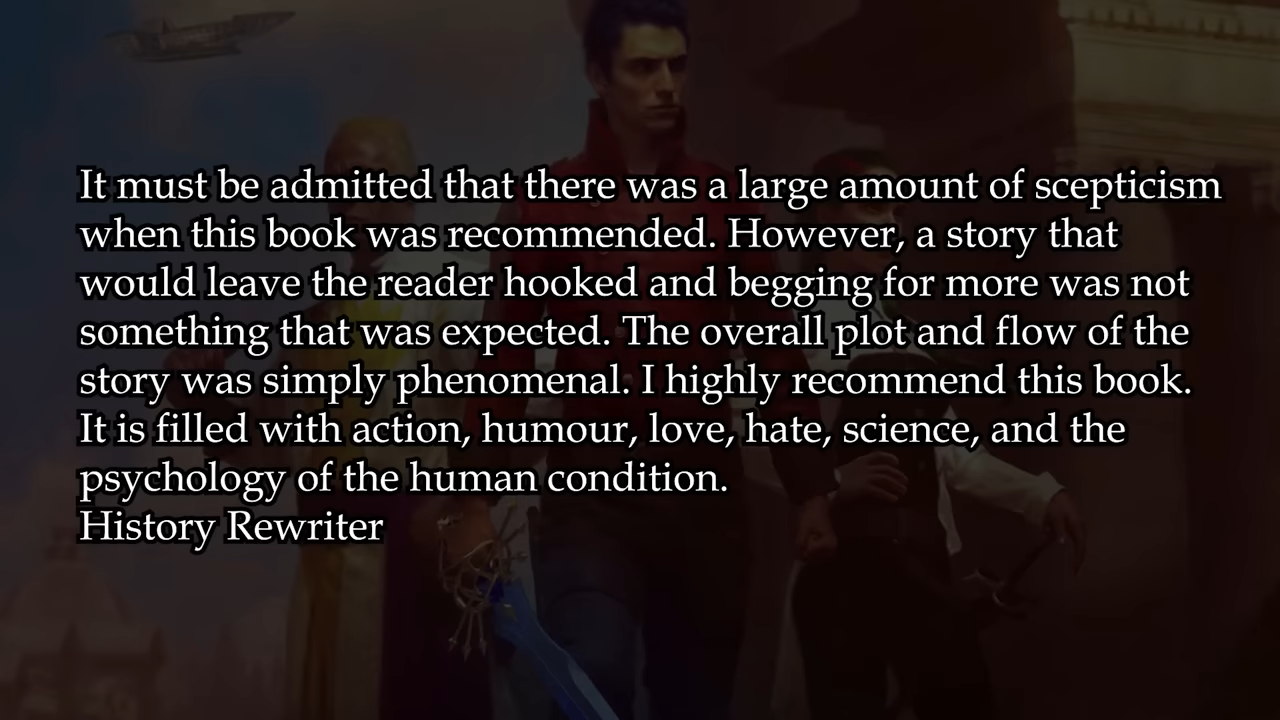 It must be admitted that there was a large amount of scepticism
when this book was recommended. However, a story that
would leave the reader hooked and begging for more was not
something that was expected. The overall plot and flow of the
story was simply phenomenal. I highly recommend this book.
It is filled with action, humour, love, hate, science, and the
psychology of the human condition.
History Rewriter